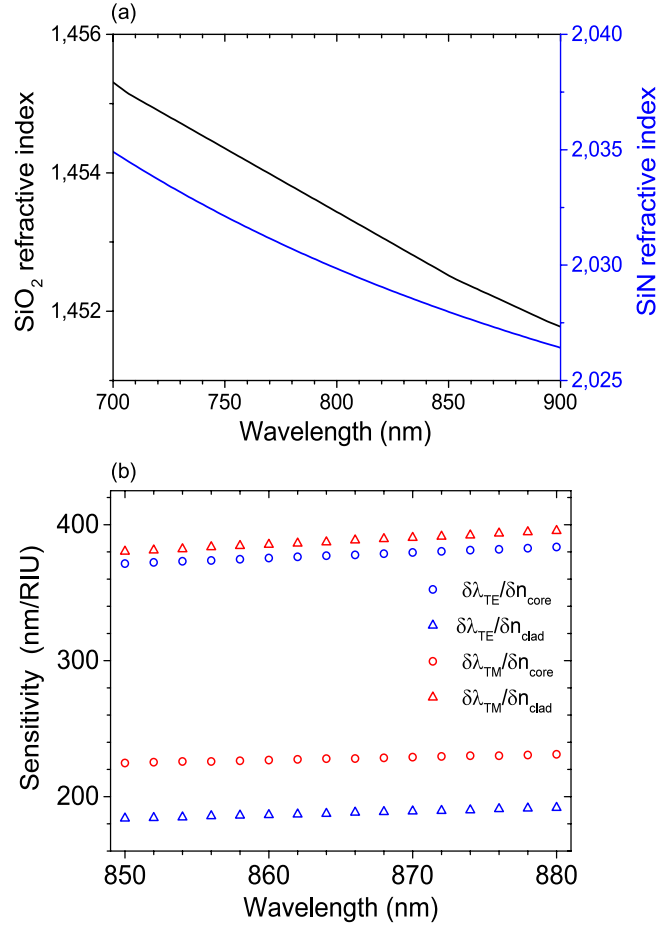 (a)
1,456
1,454
1,452
2,040
2,035
2,030
2,025
SiO2 refractive index
SiN refractive index
700 750 800 850 900
Wavelength (nm)
(b)
400
360
200
Sensitivity (nm/RIU)
δλTE/δncore
δλTE/δnclad
δλTM/δncore
δλTM/δnclad
850 860 870 880
Wavelength (nm)